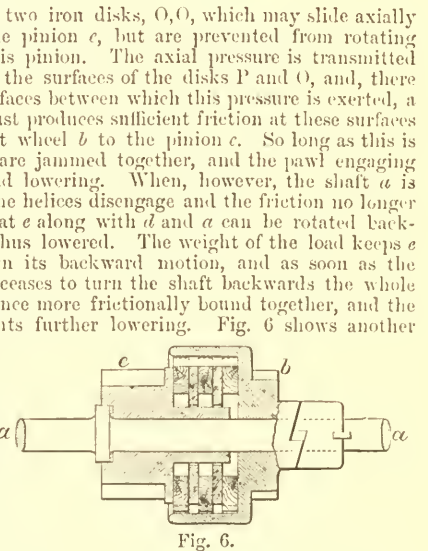 two iron disks, O,O, which may slide axially
e pinion c, but are prevented from rotating
is pinion. The axial pressure is transmitted
the surfaces of the disks P and O, and, there
faces between which this pressure is exerted, a
ust produces sufficient friction at these surfaces
t wheel b to the pinion c. So long as this is
are jammed together, and the pawl engaging
d lowering. When, however, the shaft a is
he helices disengage and the friction no longer
at e along with d and a can be rotated back-
hus lowered. The weight of the load keeps e
n its backward motion, and as soon as the
ceases to turn the shaft backwards the whole
nce more frictionally bound together, and the
nts further lowering. Fig. 6 shows another
c b
a a
Fig. 6.